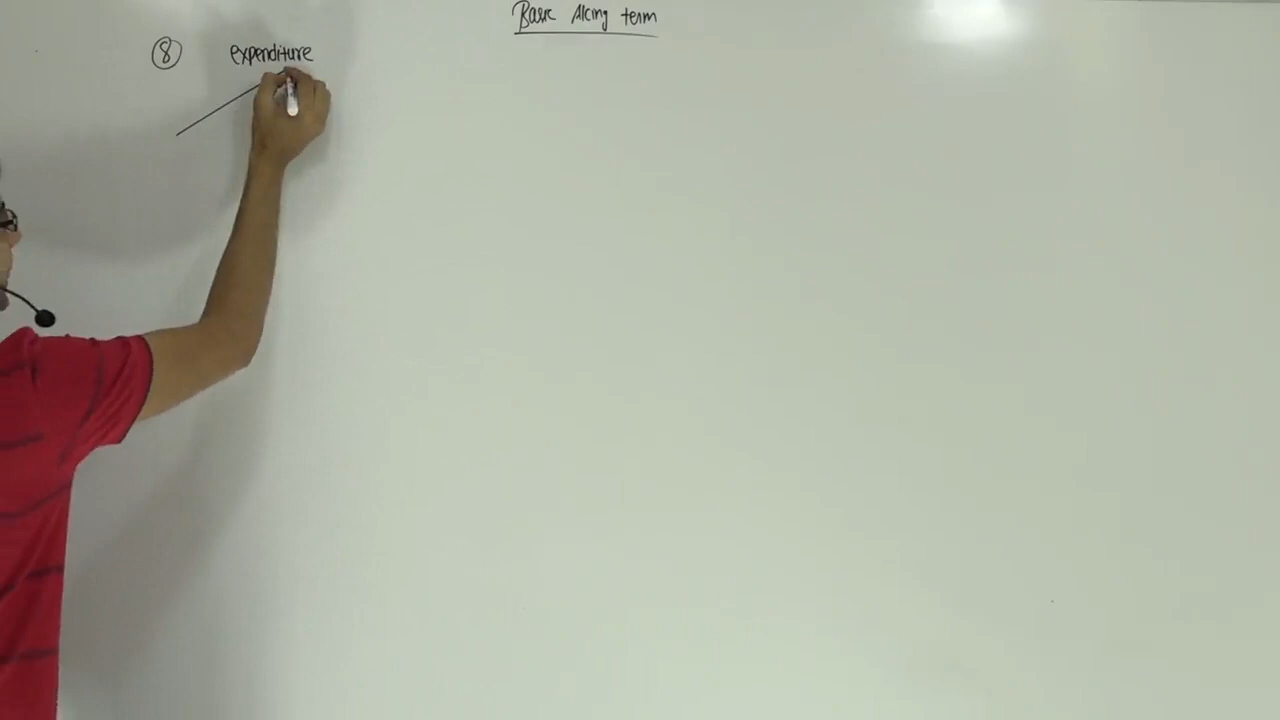 Basic A/cing term
⑧ expenditure